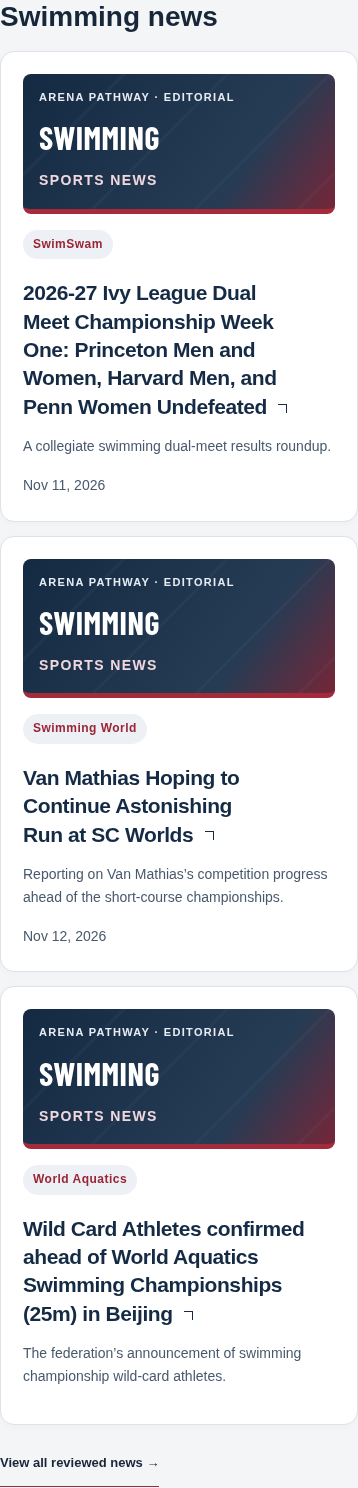 Swimming news
ARENA PATHWAY · EDITORIAL
SWIMMING
SPORTS NEWS
SwimSwam
2026-27 Ivy League Dual
Meet Championship Week
One: Princeton Men and
Women, Harvard Men, and
Penn Women Undefeated
A collegiate swimming dual-meet results roundup.
Nov 11, 2026
ARENA PATHWAY · EDITORIAL
SWIMMING
SPORTS NEWS
Swimming World
Van Mathias Hoping to
Continue Astonishing
Run at SC Worlds
Reporting on Van Mathias’s competition progress
ahead of the short-course championships.
Nov 12, 2026
ARENA PATHWAY · EDITORIAL
SWIMMING
SPORTS NEWS
World Aquatics
Wild Card Athletes confirmed
ahead of World Aquatics
Swimming Championships
(25m) in Beijing
The federation’s announcement of swimming
championship wild-card athletes.
View all reviewed news →